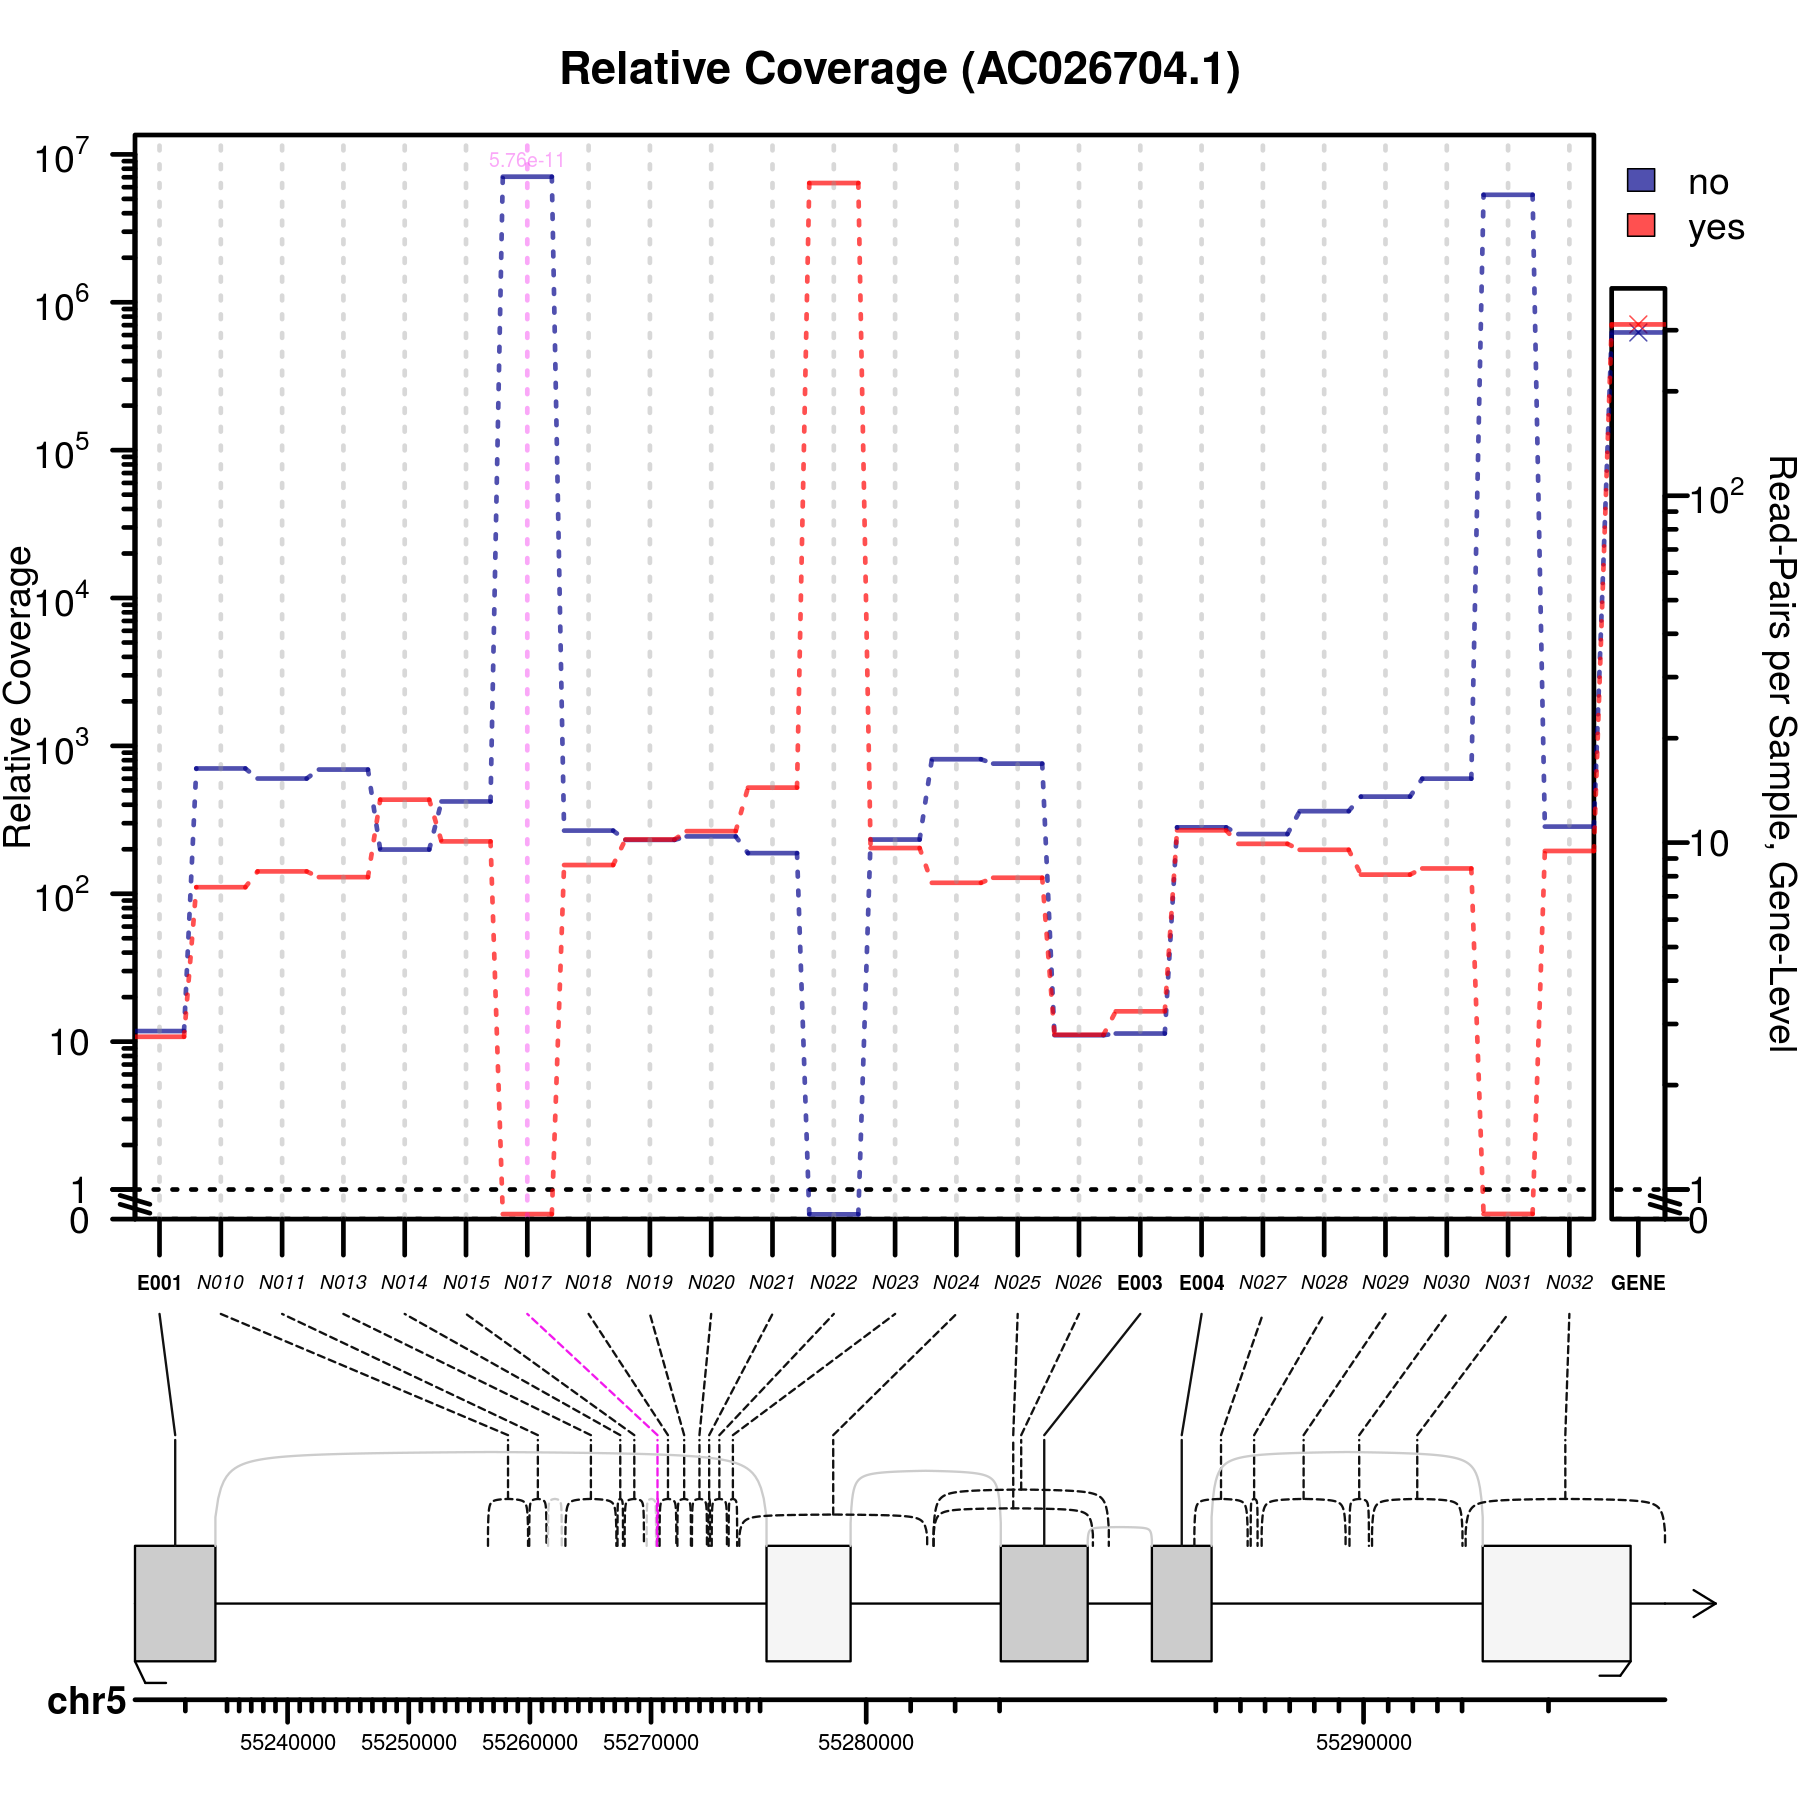 Relative Coverage (AC026704.1)
10^7
10^6
10^5
10^4
10^3
10^2
10
1
0
Relative Coverage
5.76e-11
no
yes
10^2
10
1
0
Read-Pairs per Sample, Gene-Level
E001 N010 N011 N013 N014 N015 N017 N018 N019 N020 N021 N022 N023 N024 N025 N026 E003 E004 N027 N028 N029 N030 N031 N032 GENE
chr5
55240000 55250000 55260000 55270000 55280000 55290000